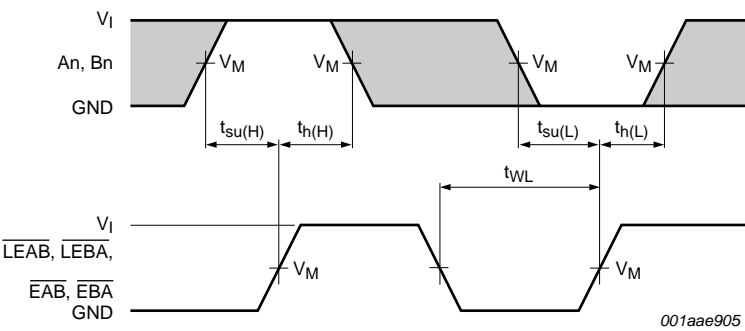 VI
An, Bn
GND
VM VM VM VM
tsu(H) th(H) tsu(L) th(L)
tWL
VI
LEAB, LEBA,
EAB, EBA
GND
VM VM
001aae905